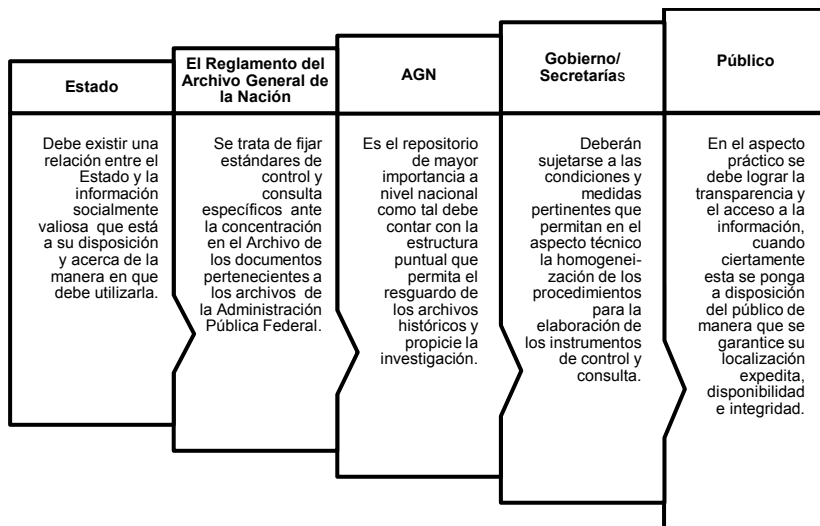 Estado
Debe existir una
relación entre el
Estado y la
información
socialmente
valiosa que está
a su disposición
y acerca de la
manera en que
debe utilizarla.
El Reglamento del
Archivo General de
la Nación
Se trata de fijar
estándares de
control y
consulta
específicos ante
la concentración
en el Archivo de
los documentos
pertenecientes a
los archivos de
la Administración
Pública Federal.
AGN
Es el repositorio
de mayor
importancia a
nivel nacional
como tal debe
contar con la
estructura
puntual que
permita el
resguardo de
los archivos
históricos y
propicie la
investigación.
Gobierno/
Secretarías
Deberán
sujetarse a las
condiciones y
medidas
pertinentes que
permitan en el
aspecto técnico
la homogenei-
zación de los
procedimientos
para la
elaboración de
los instrumentos
de control y
consulta.
Público
En el aspecto
práctico se
debe lograr la
transparencia y
el acceso a la
información,
cuando
ciertamente
esta se ponga
a disposición
del público de
manera que se
garantice su
localización
expedita,
disponibilidad
e integridad.